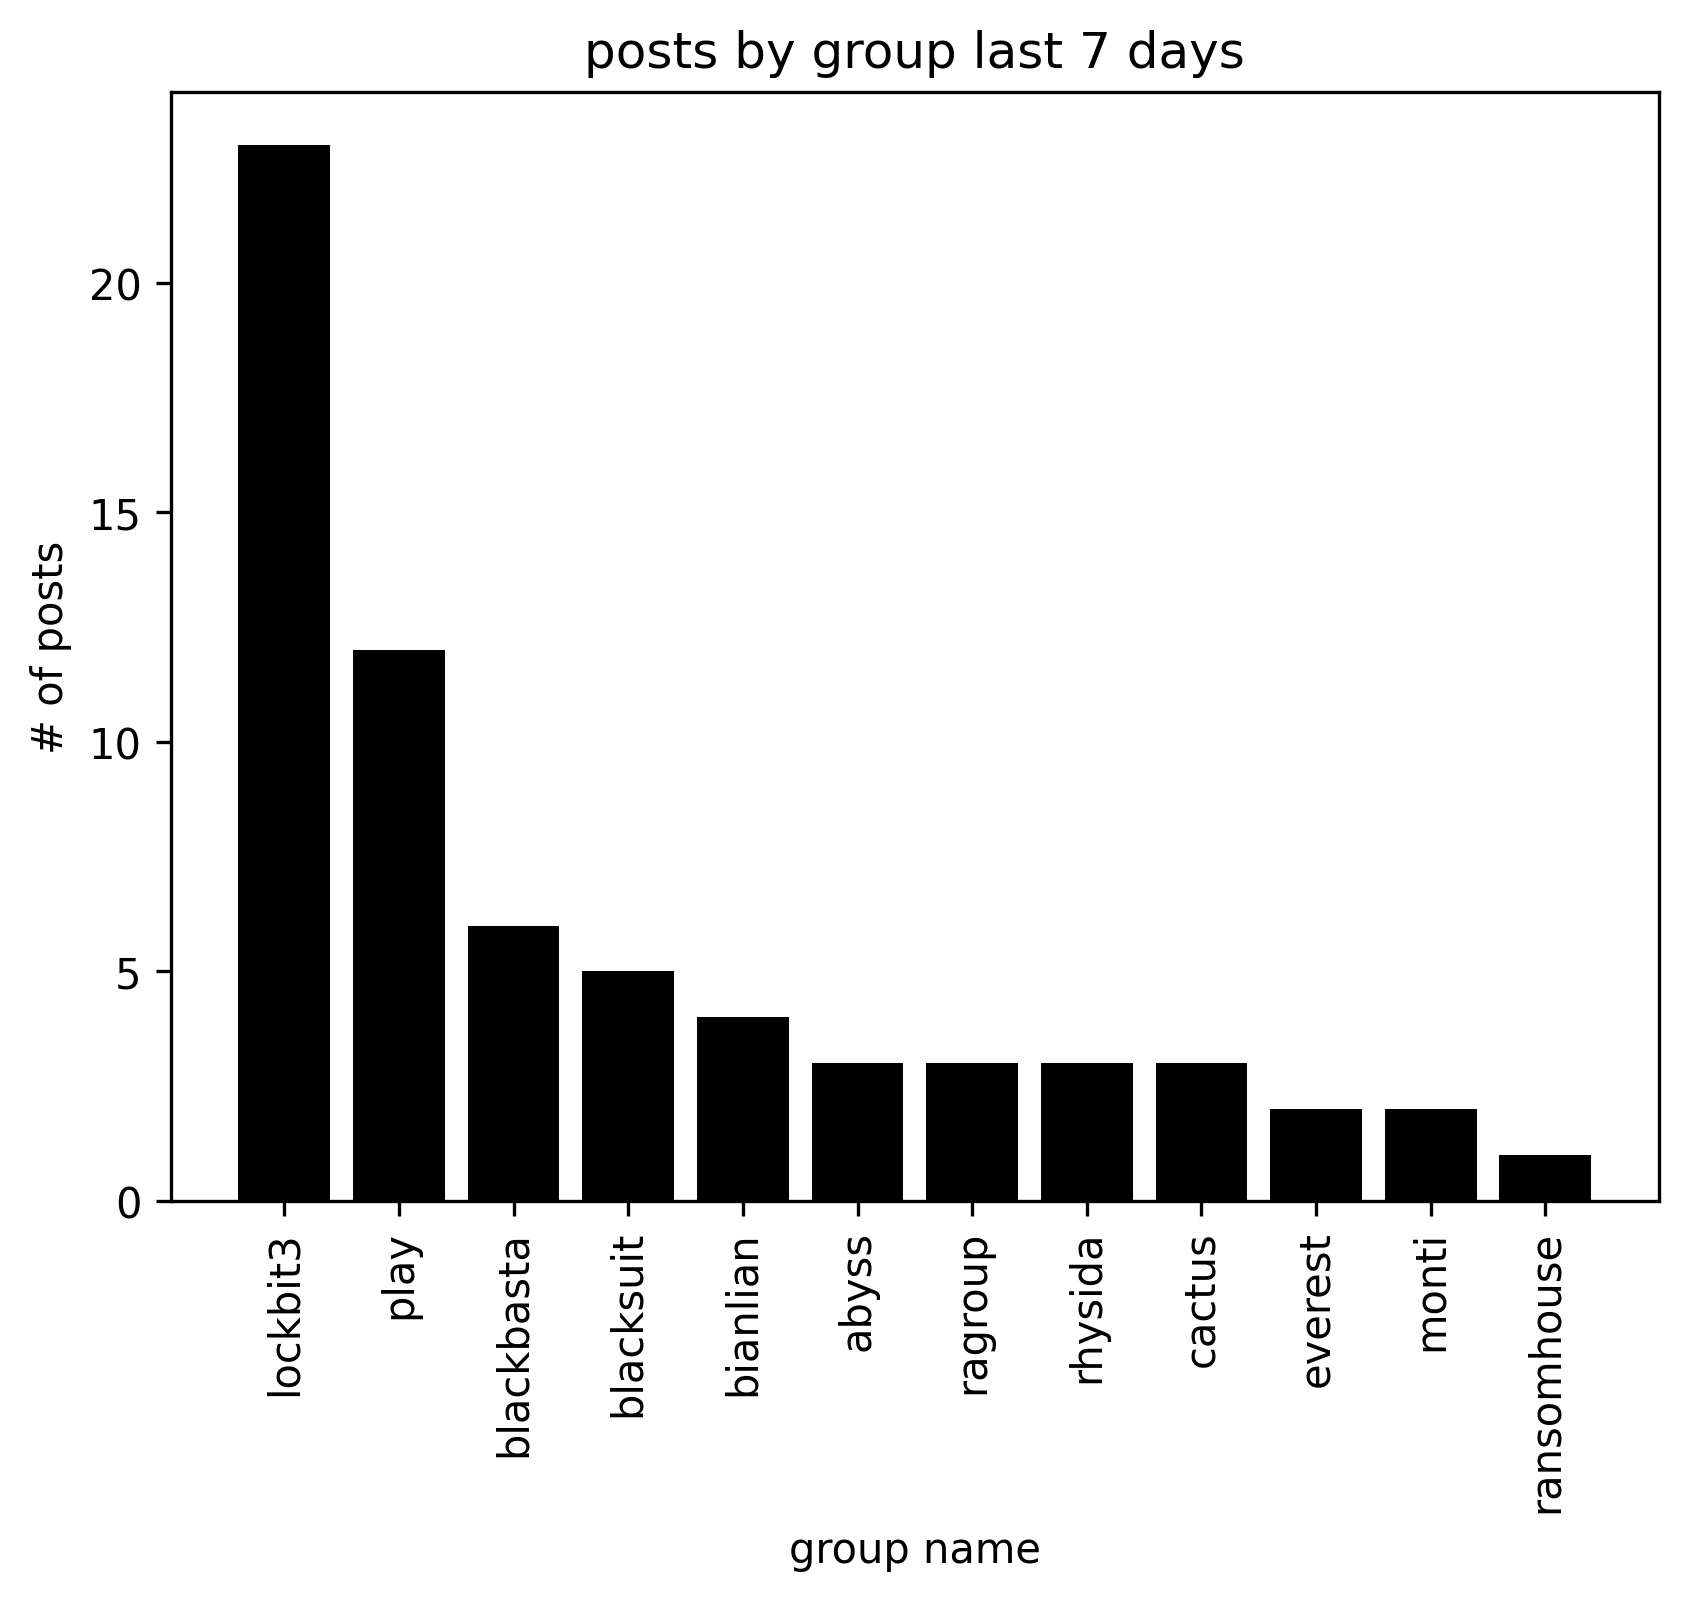 posts by group last 7 days
# of posts
20
15
10
5
0
lockbit3
play
blackbasta
blacksuit
bianlian
abyss
ragroup
rhysida
cactus
everest
monti
ransomhouse
group name